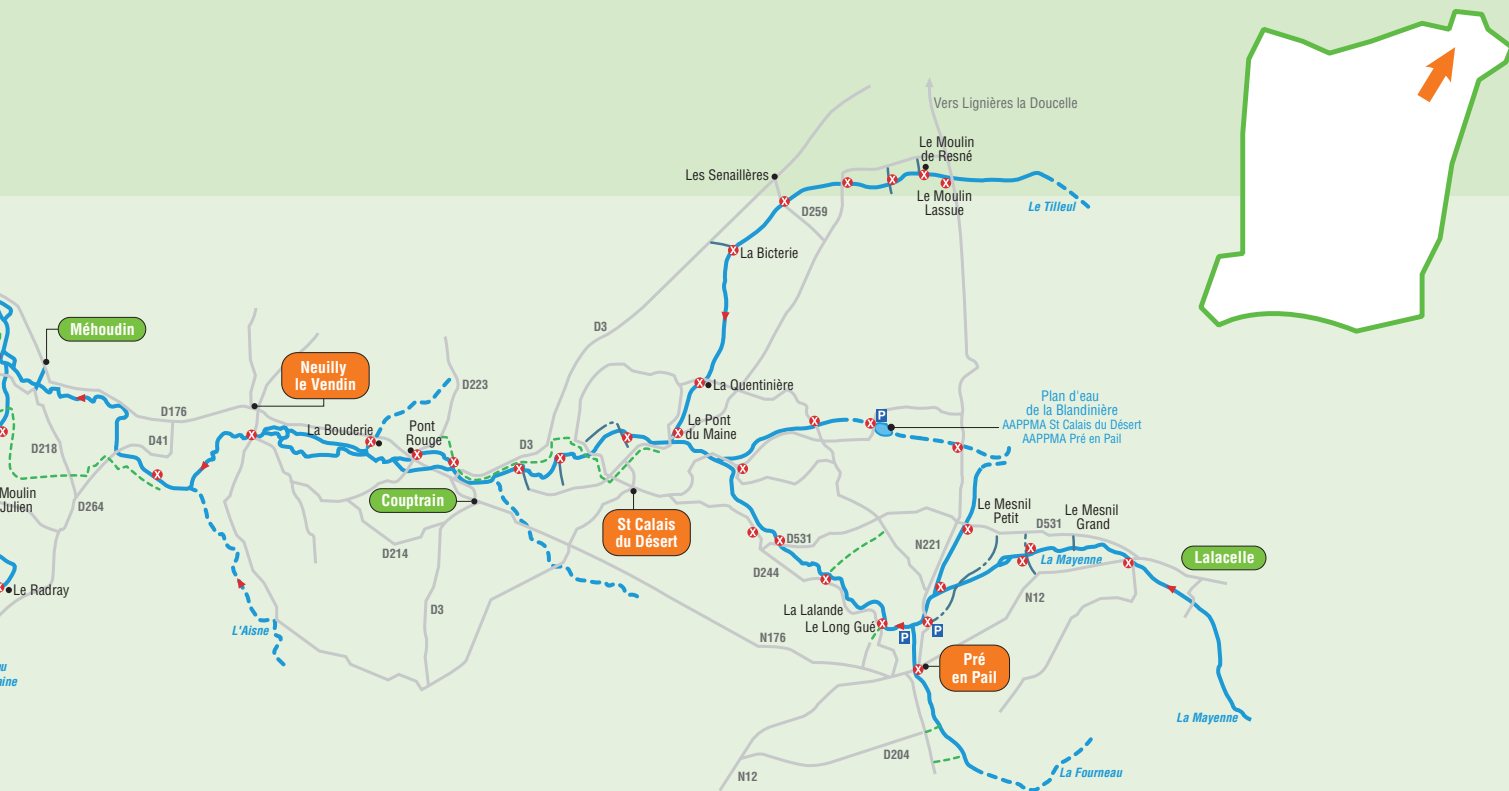 Vers Lignières la Doucelle
Le Moulin
de Resné
Les Senaillères
Le Moulin
Lassue
Le Tilleul
D259
La Bicterie
D3
Méhoudin
Neuilly
le Vendin
La Quentinière
D223
Plan d'eau
de la Blandinière
AAPPMA St Calais du Désert
AAPPMA Pré en Pail
P
D176
D41
D218
La Bouderie
Pont
Rouge
D3
Le Pont
du Maine
Moulin
Julien
D264
Couptrain
St Calais
du Désert
D214
D531
D244
N221
Le Mesnil
Petit
D531
Le Mesnil
Grand
La Mayenne
Lalacelle
N12
Le Radray
L'Aisne
D3
La Lalande
Le Long Gué
P
P
N176
Pré
en Pail
La Mayenne
D204
La Fourneau
N12